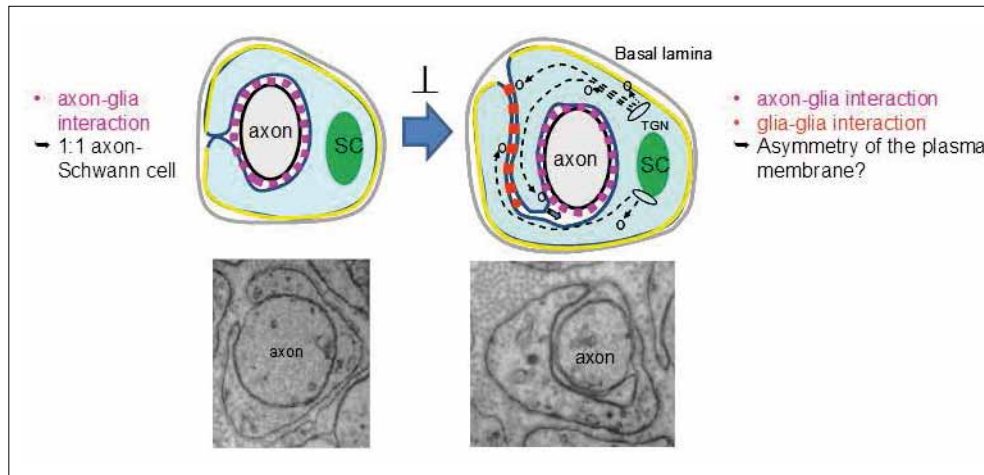 • axon-glia
interaction
➥ 1:1 axon-
Schwann cell
axon
SC
⊥
Basal lamina
TGN
axon
SC
• axon-glia interaction
• glia-glia interaction
➥ Asymmetry of the plasma
membrane?
axon
axon